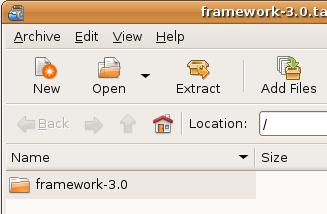 framework-3.0.ta
Archive Edit View Help
New Open Extract Add Files
Back Location: /
Name Size
framework-3.0